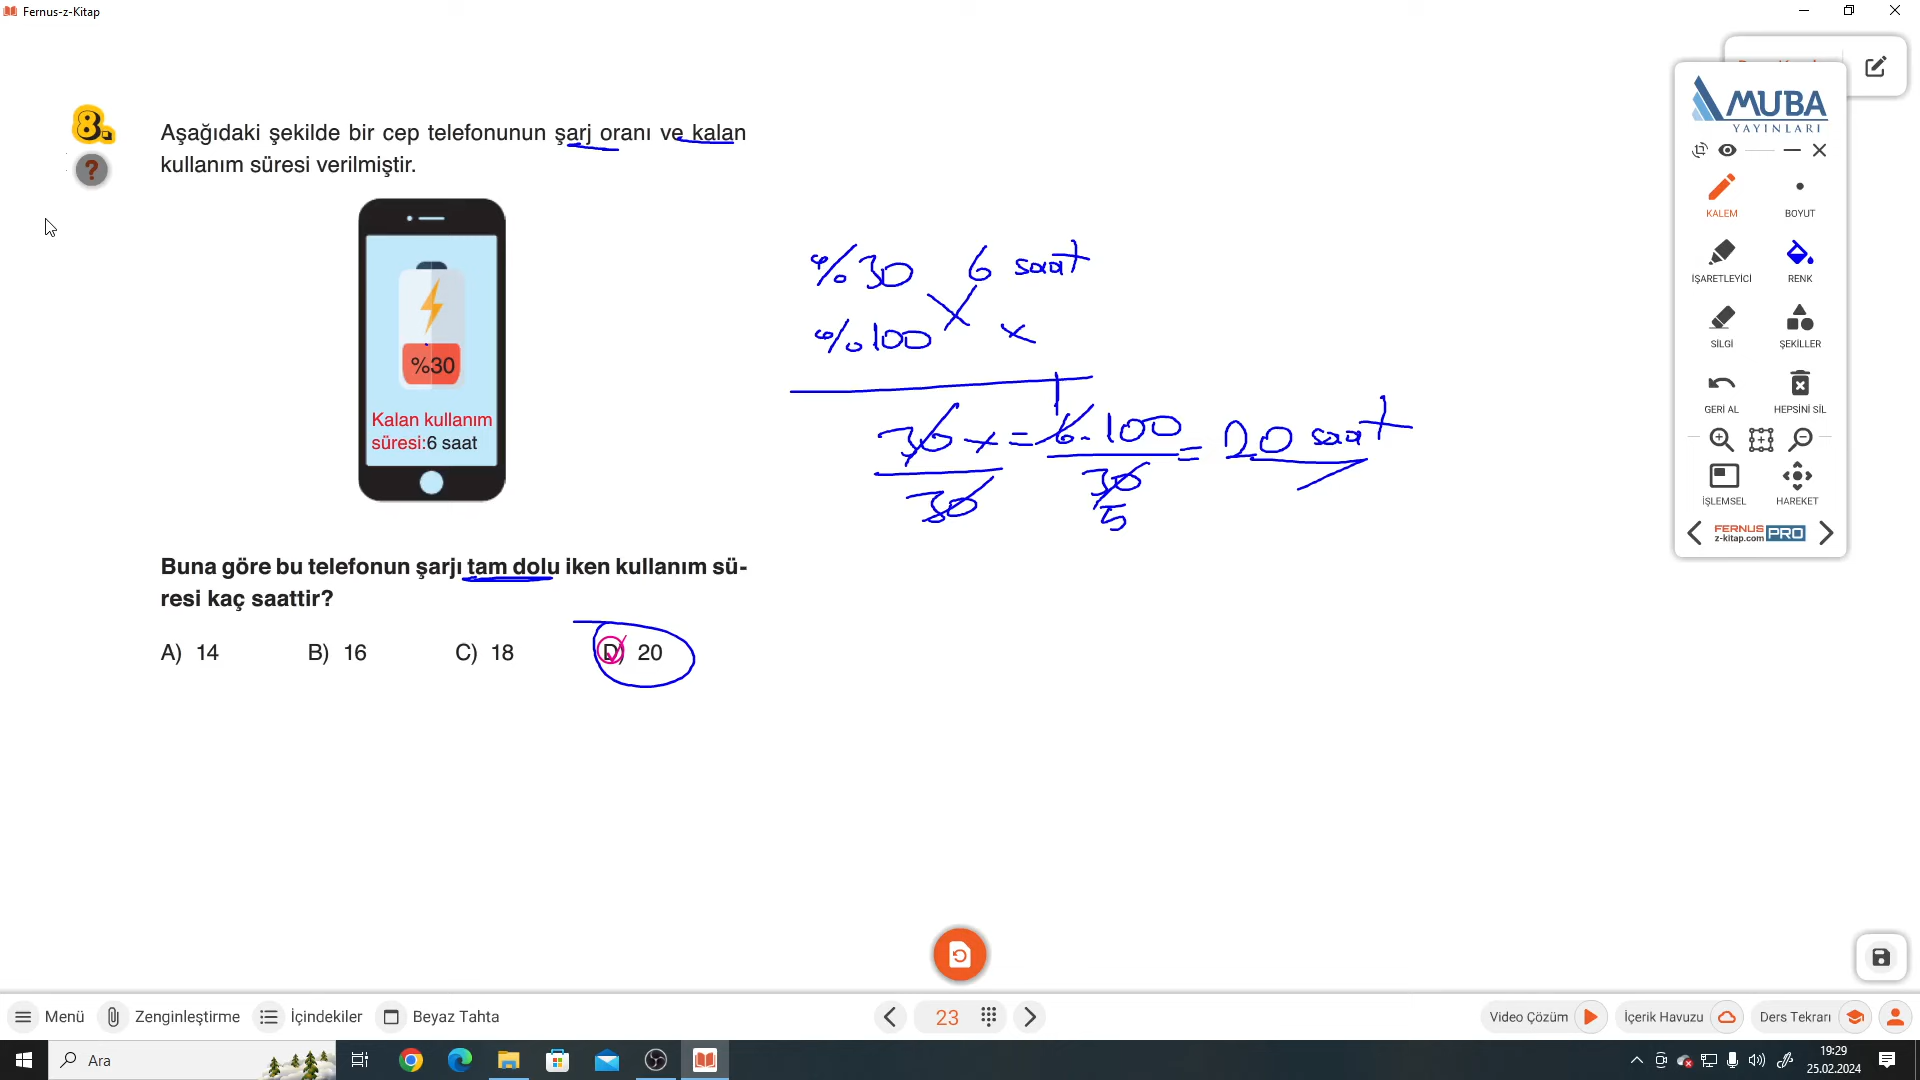 Fernus-z-Kitap
8.
Aşağıdaki şekilde bir cep telefonunun şarj oranı ve kalan
kullanım süresi verilmiştir.
?
%30
Kalan kullanım
süresi:6 saat
%30 6 saat
%100 x
30x = 6.100 = 20 saat
30 30
5
Buna göre bu telefonun şarjı tam dolu iken kullanım sü-
resi kaç saattir?
A) 14 B) 16 C) 18 D) 20
MUBA
YAYINLARI
KALEM BOYUT
İŞARETLEYİCİ RENK
SİLGİ ŞEKİLLER
GERİ AL HEPSİNİ SİL
İŞLEMSEL HAREKET
FERNUS
z-kitap.com PRO
Menü Zenginleştirme İçindekiler Beyaz Tahta 23 Video Çözüm İçerik Havuzu Ders Tekrarı
Ara
19:29
25.02.2024